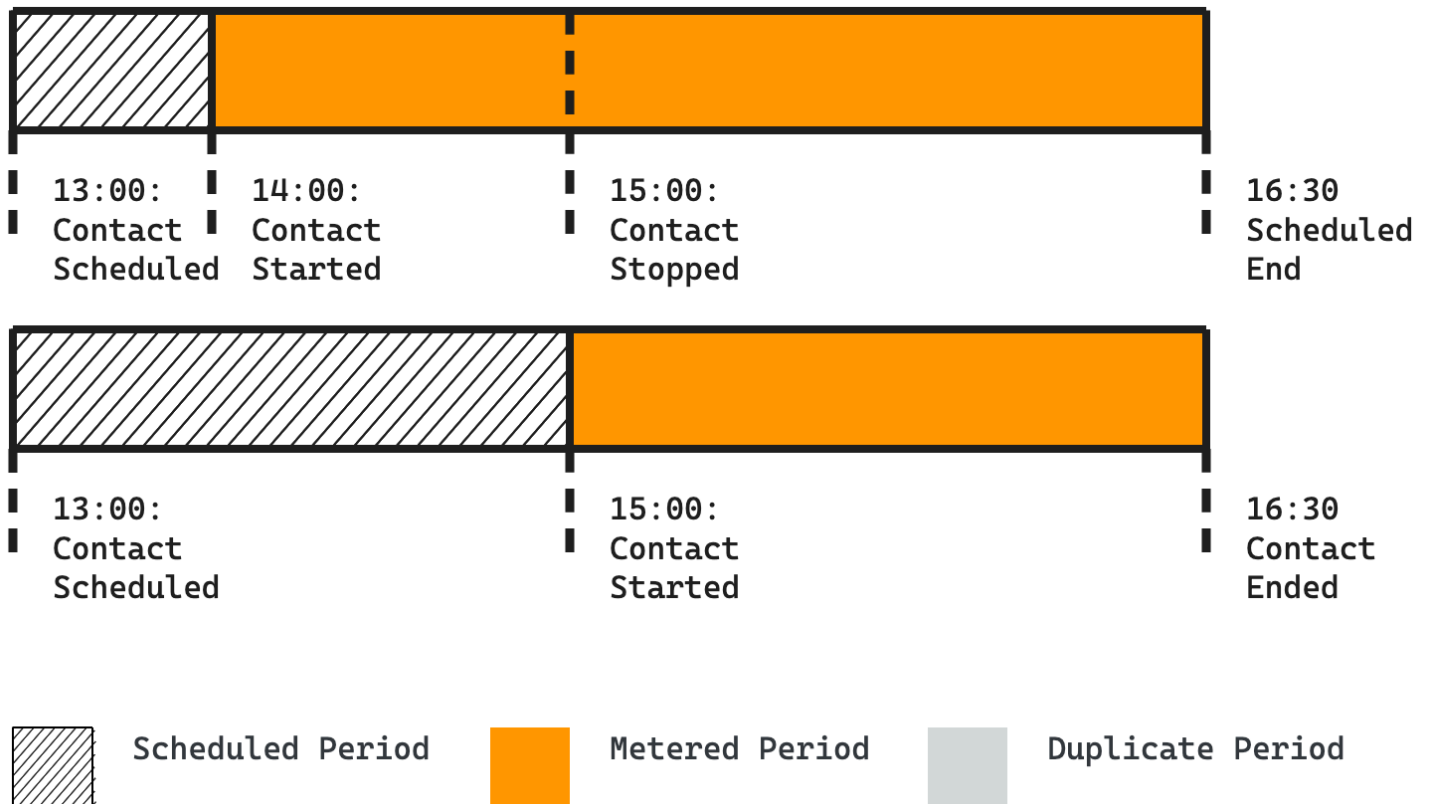 13:00:
Contact
Scheduled
14:00:
Contact
Started
15:00:
Contact
Stopped
16:30
Scheduled
End
13:00:
Contact
Scheduled
15:00:
Contact
Started
16:30
Contact
Ended
Scheduled Period
Metered Period
Duplicate Period